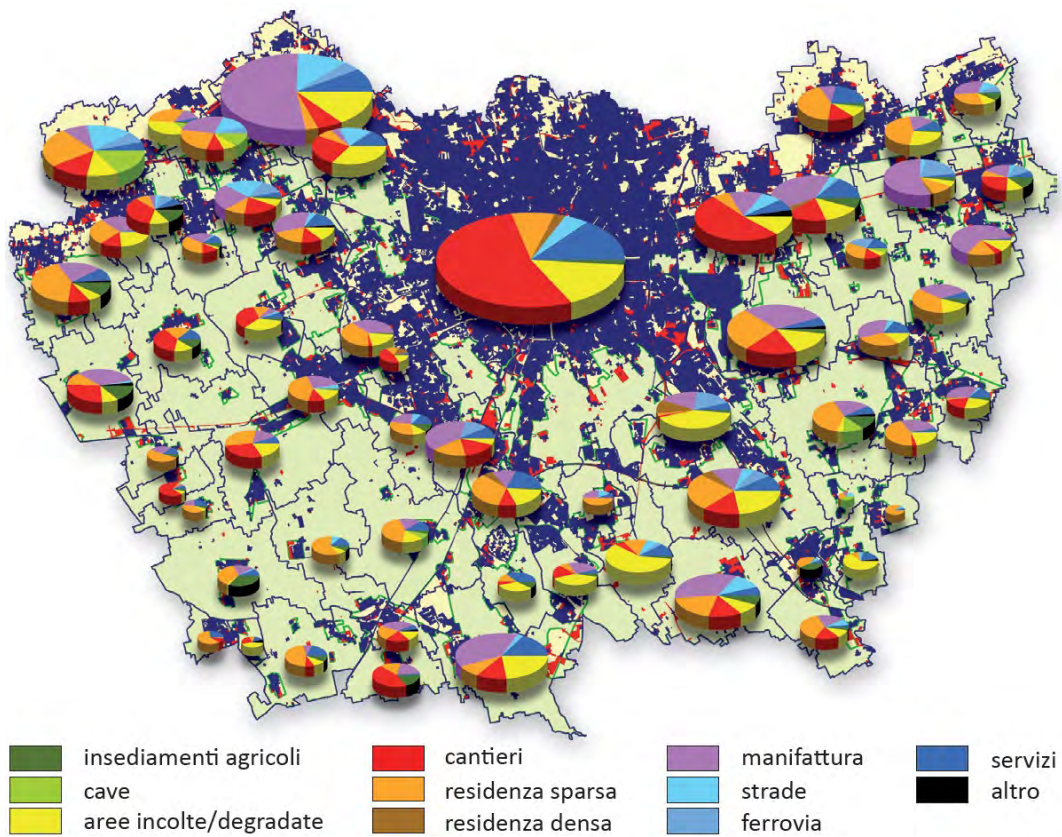 insediamenti agricoli
cave
aree incolte/degradate
cantieri
residenza sparsa
residenza densa
manifattura
strade
ferrovia
servizi
altro